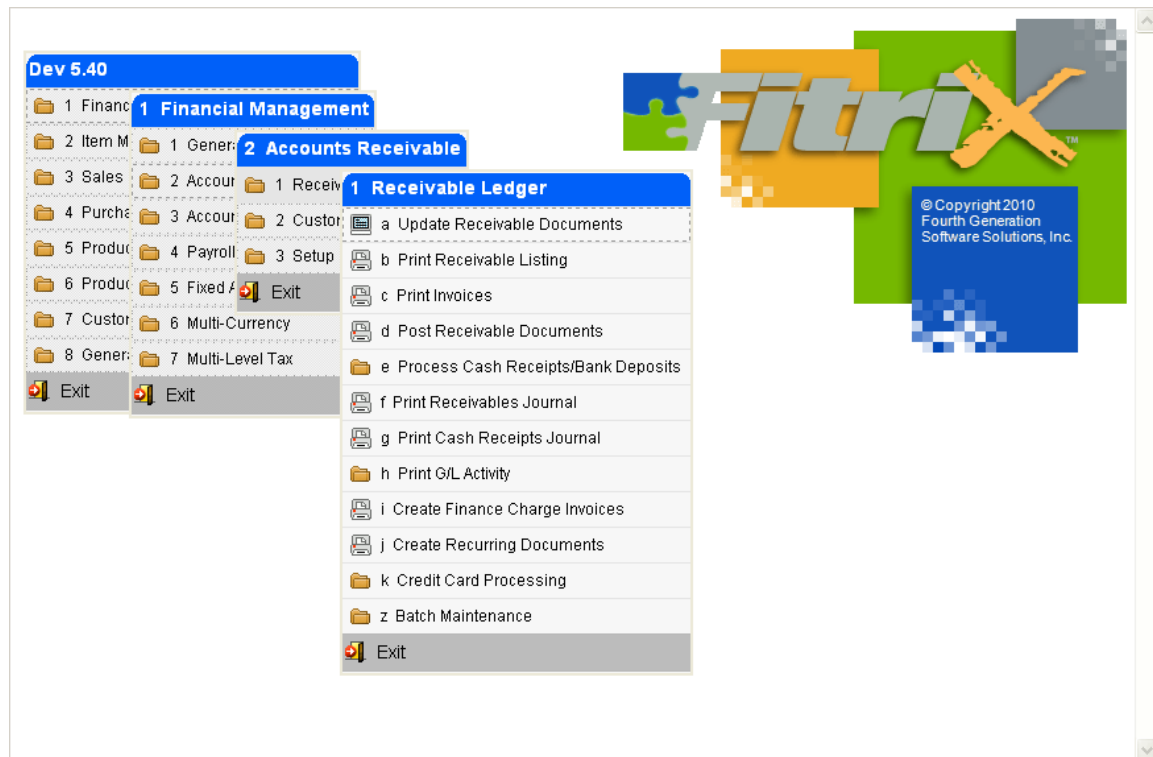 Dev 5.40
1 Financ
2 Item M
3 Sales
4 Purcha
5 Produc
6 Produc
7 Custor
8 Genera
Exit
1 Financial Management
1 Genera
2 Accour
3 Accour
4 Payroll
5 Fixed A
6 Multi-Currency
7 Multi-Level Tax
Exit
2 Accounts Receivable
1 Receiv
2 Custor
3 Setup
Exit
1 Receivable Ledger
a Update Receivable Documents
b Print Receivable Listing
c Print Invoices
d Post Receivable Documents
e Process Cash Receipts/Bank Deposits
f Print Receivables Journal
g Print Cash Receipts Journal
h Print G/L Activity
i Create Finance Charge Invoices
j Create Recurring Documents
k Credit Card Processing
z Batch Maintenance
Exit
FitriX
TM
© Copyright 2010
Fourth Generation
Software Solutions, Inc.